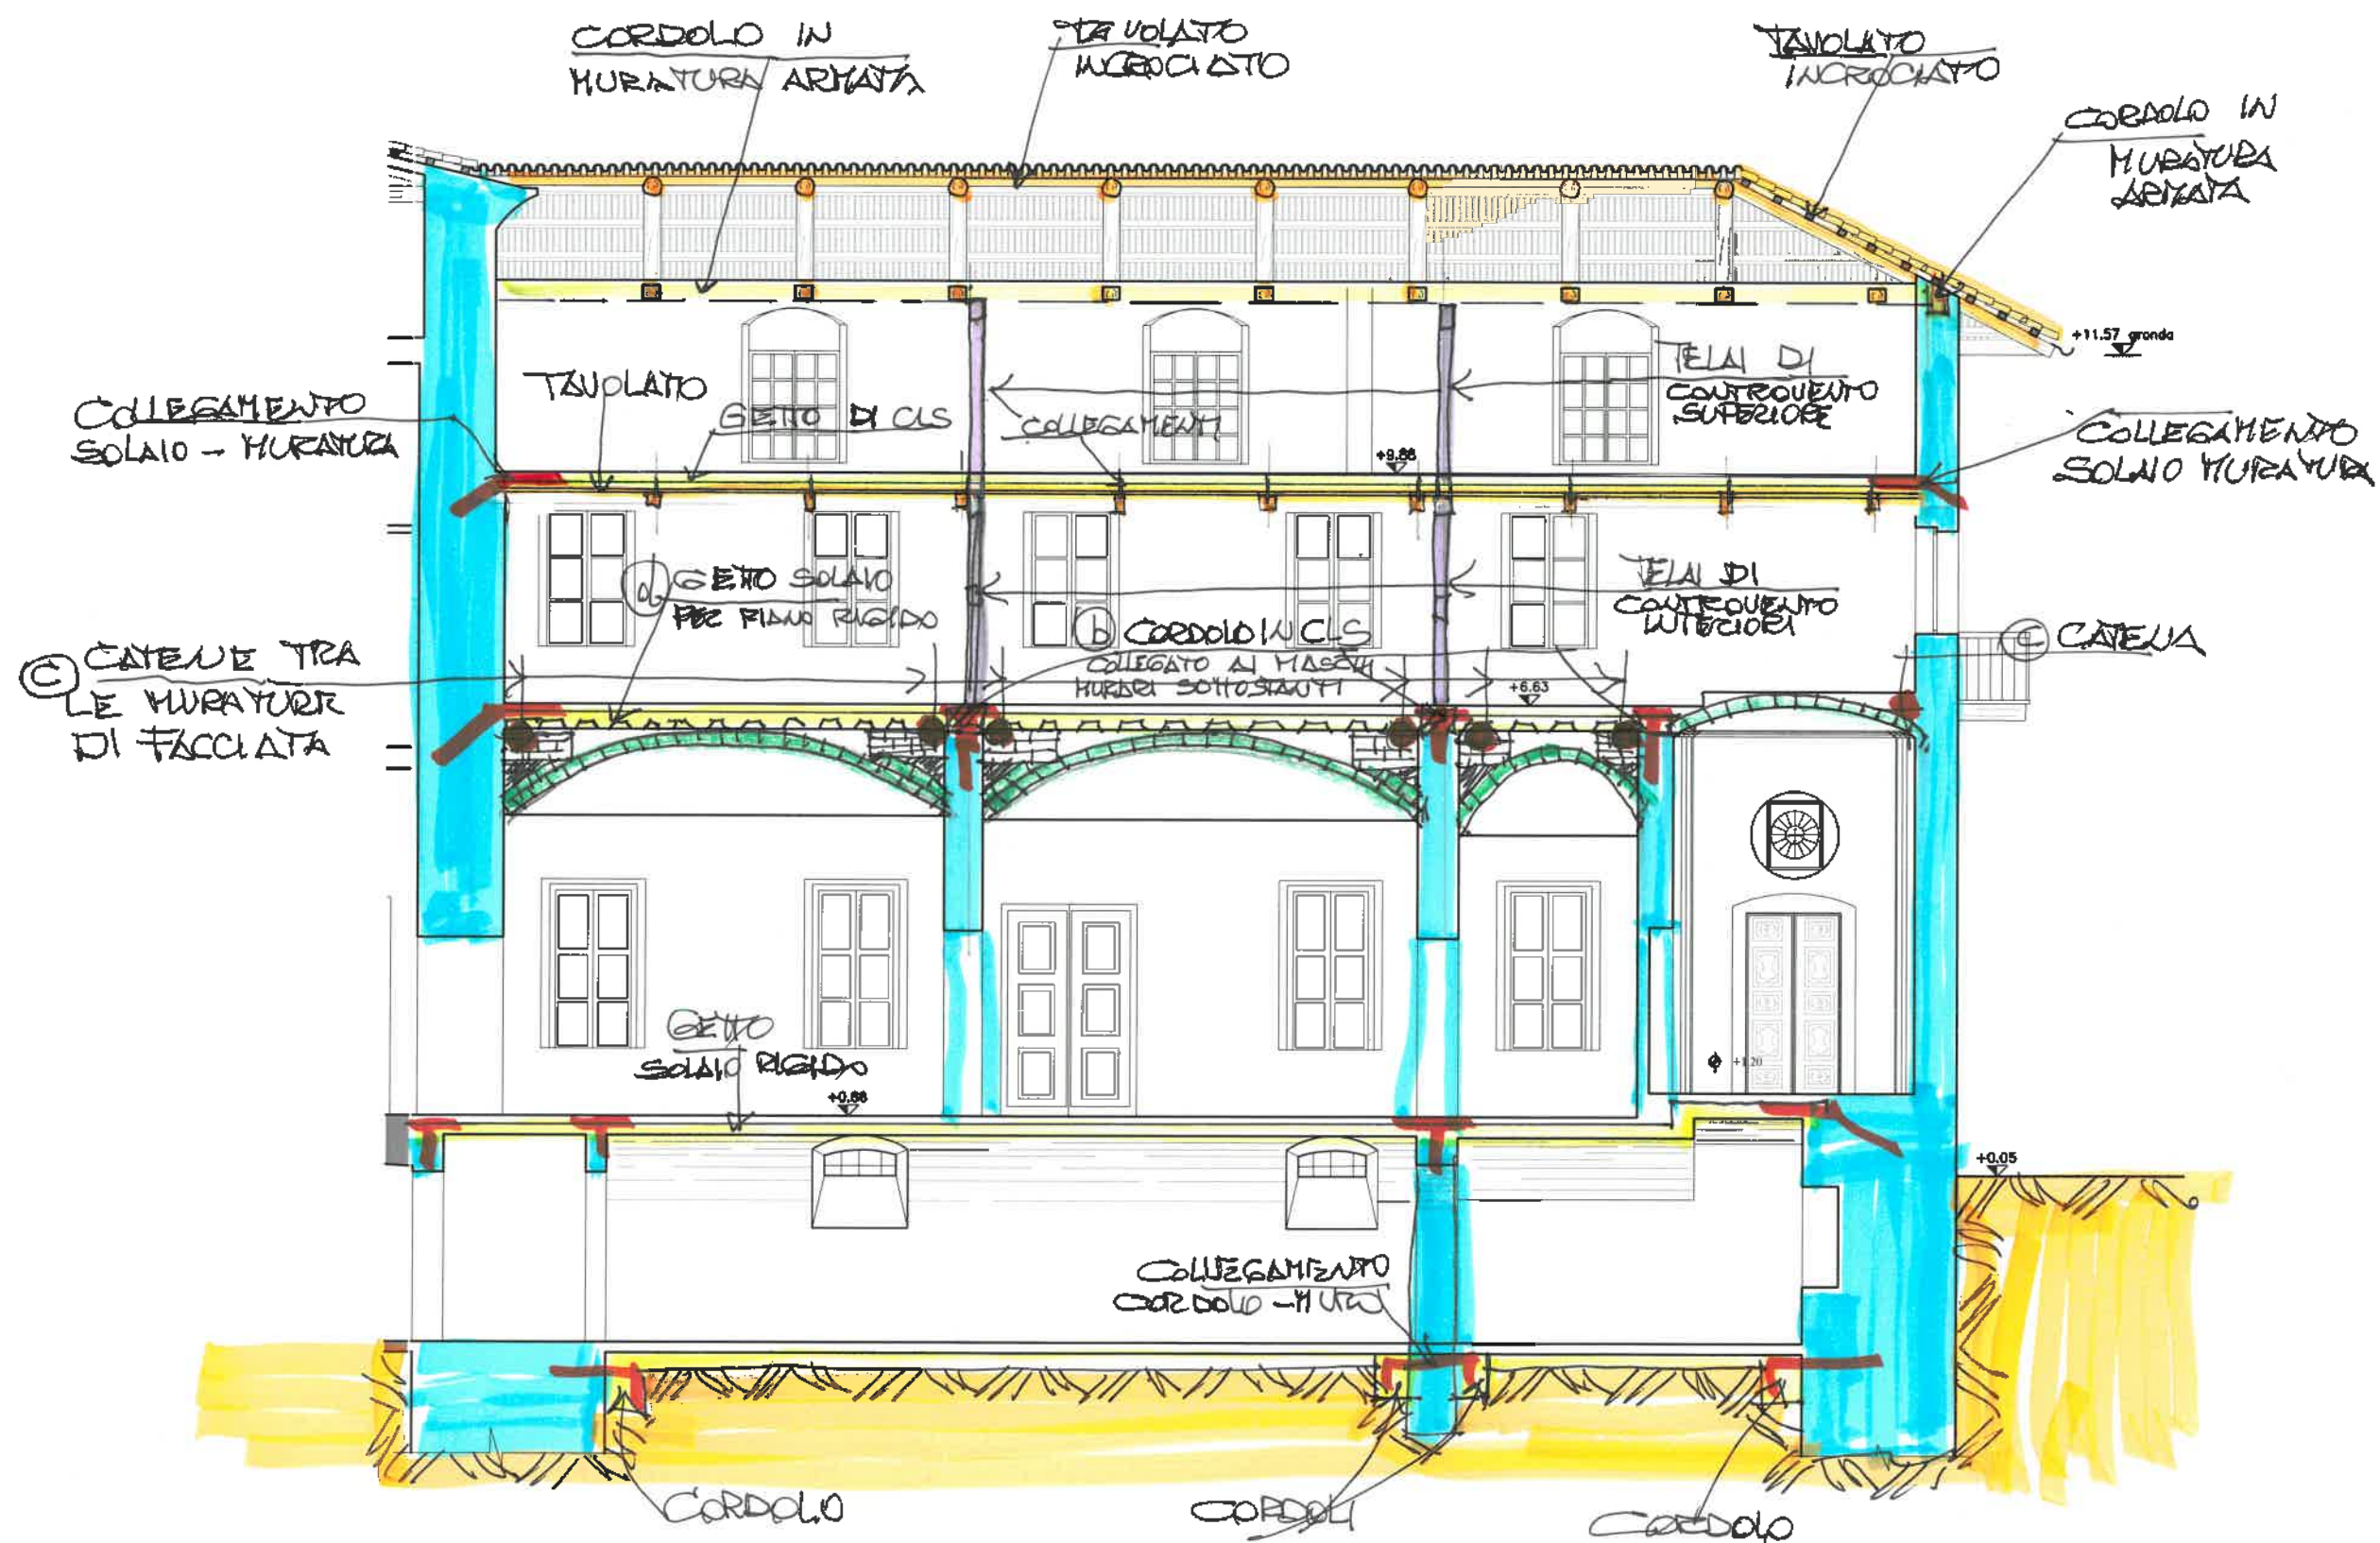 CORDOLO IN
MURATURA ARMATA
TAVOLATO
INCROCIATO
TAVOLATO
INCROCIATO
CORDOLO IN
MURATURA
ARMATA
+11.57 gronda
TAVOLATO
GETTO DI CLS
COLLEGAMENTI
TELAI DI
CONTROVENTO
SUPERIORE
COLLEGAMENTO
SOLAIO - MURATURA
COLLEGAMENTO
SOLAIO MURATURA
+9.88
d GETTO SOLAIO
PER PIANO RIGIDO
TELAI DI
CONTROVENTO
INTERIORI
b CORDOLO IN CLS
COLLEGATO AI MASCHI
MURARI SOTTOSTANTI
C CATENE TRA
LE MURATURE
DI FACCIATA
C CATENA
+6.63
GETTO
SOLAIO RIGIDO
+0.88
+1.20
+0.05
COLLEGAMENTO
CORDOLO - MURO
CORDOLO
CORDOLI
CORDOLO